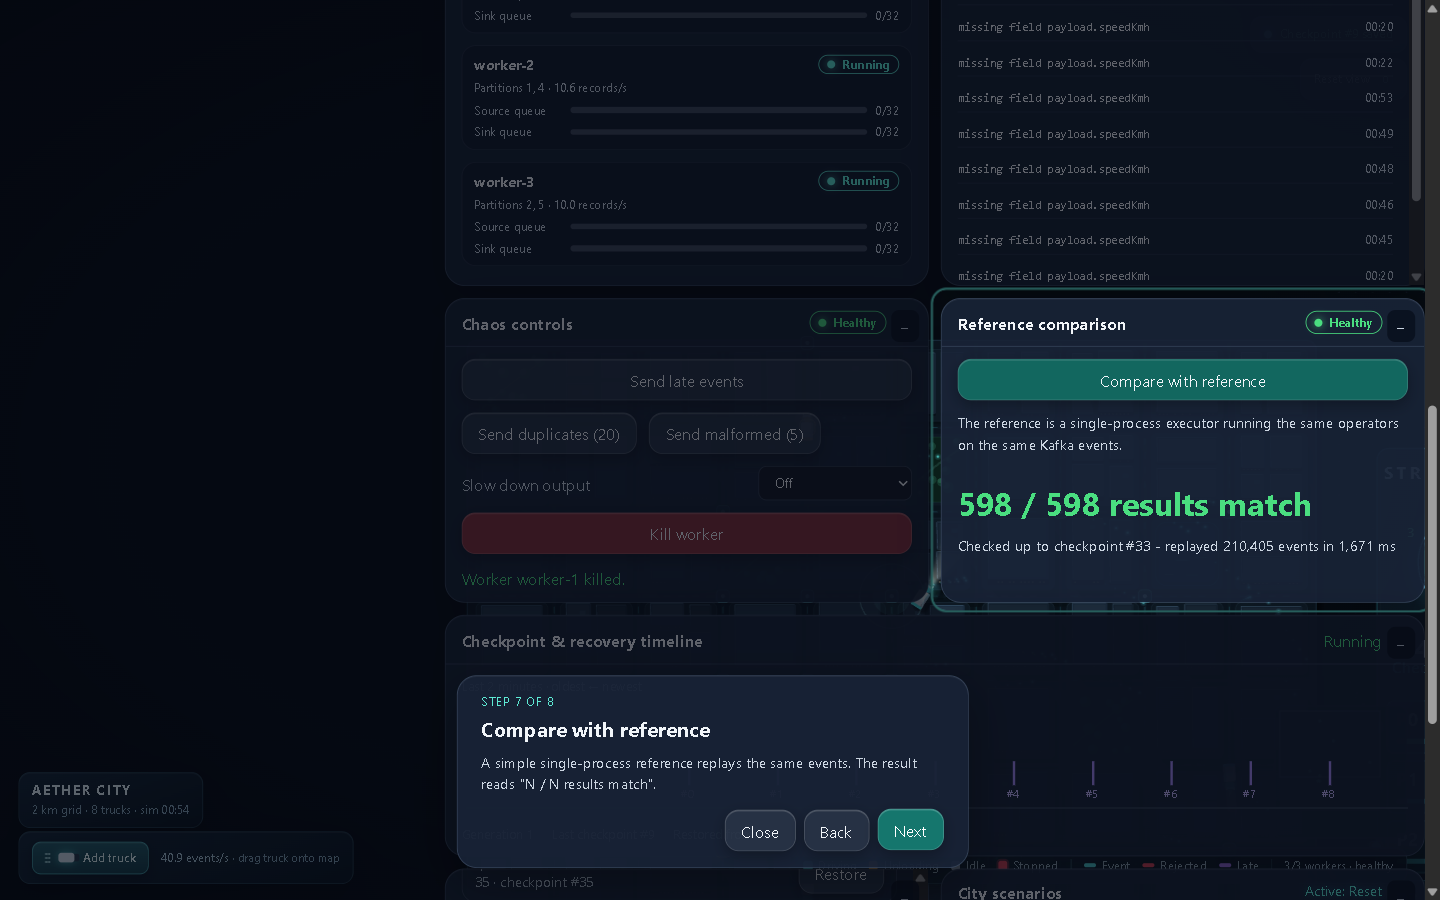 Sink queue 0/32
worker-2 Running
Partitions 1, 4 · 10.6 records/s
Source queue 0/32
Sink queue 0/32
worker-3 Running
Partitions 2, 5 · 10.0 records/s
Source queue 0/32
Sink queue 0/32
missing field payload.speedKmh 00:20
missing field payload.speedKmh 00:22
missing field payload.speedKmh 00:53
missing field payload.speedKmh 00:49
missing field payload.speedKmh 00:48
missing field payload.speedKmh 00:46
missing field payload.speedKmh 00:45
missing field payload.speedKmh 00:20
Chaos controls Healthy _
Send late events
Send duplicates (20) Send malformed (5)
Slow down output Off
Kill worker
Worker worker-1 killed.
Reference comparison Healthy _
Compare with reference
The reference is a single-process executor running the same operators
on the same Kafka events.
598 / 598 results match
Checked up to checkpoint #33 - replayed 210,405 events in 1,671 ms
Checkpoint & recovery timeline Running _
STEP 7 OF 8
Compare with reference
A simple single-process reference replays the same events. The result
reads "N / N results match".
Close Back Next
#4 #5 #6 #7 #8
Idle Stopped Event Rejected Late 3/3 workers · healthy
35 · checkpoint #35 Restore
City scenarios Active: Reset
AETHER CITY
2 km grid · 8 trucks · sim 00:54
Add truck 40.9 events/s · drag truck onto map